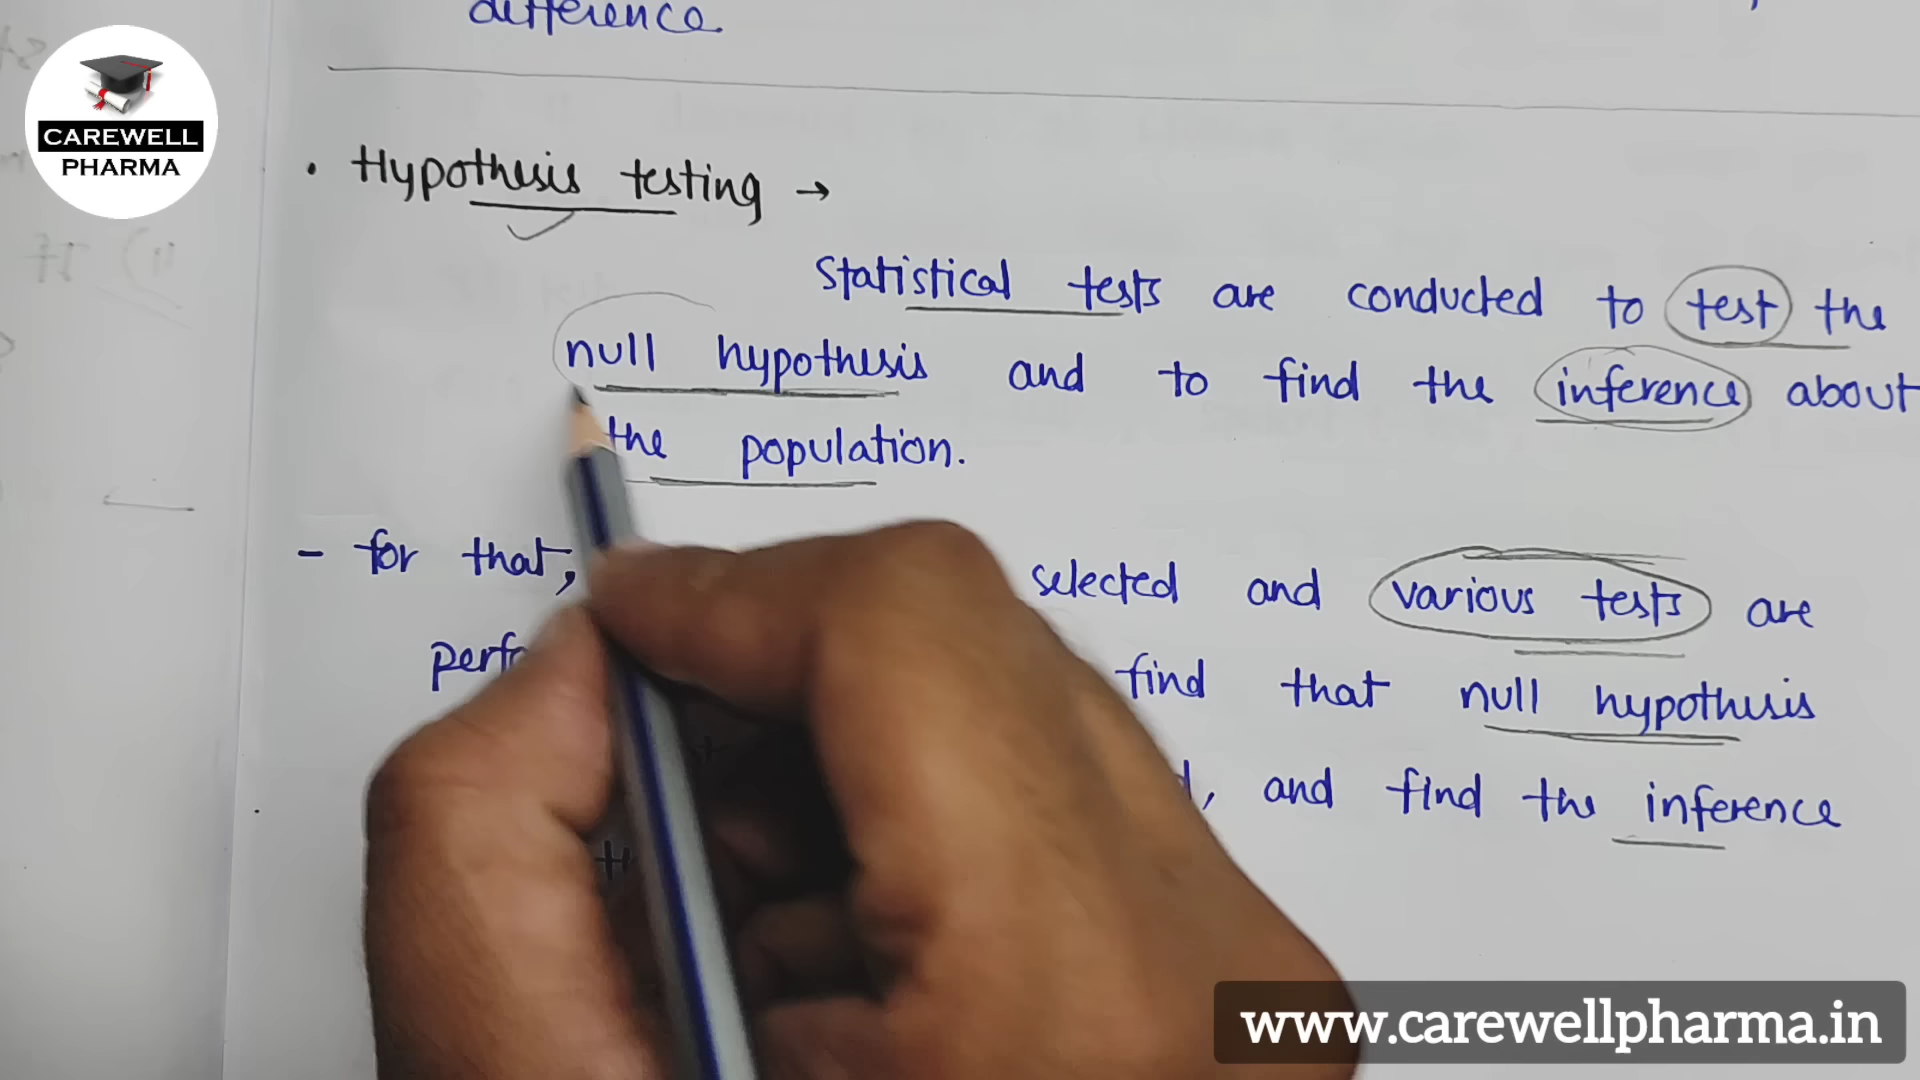 difference
CAREWELL
PHARMA
• Hypothesis testing →
Statistical tests are conducted to test the
null hypothesis and to find the inference about
the population.
- for that, selected and various tests are
find that null hypothesis
and find the inference
www.carewellpharma.in